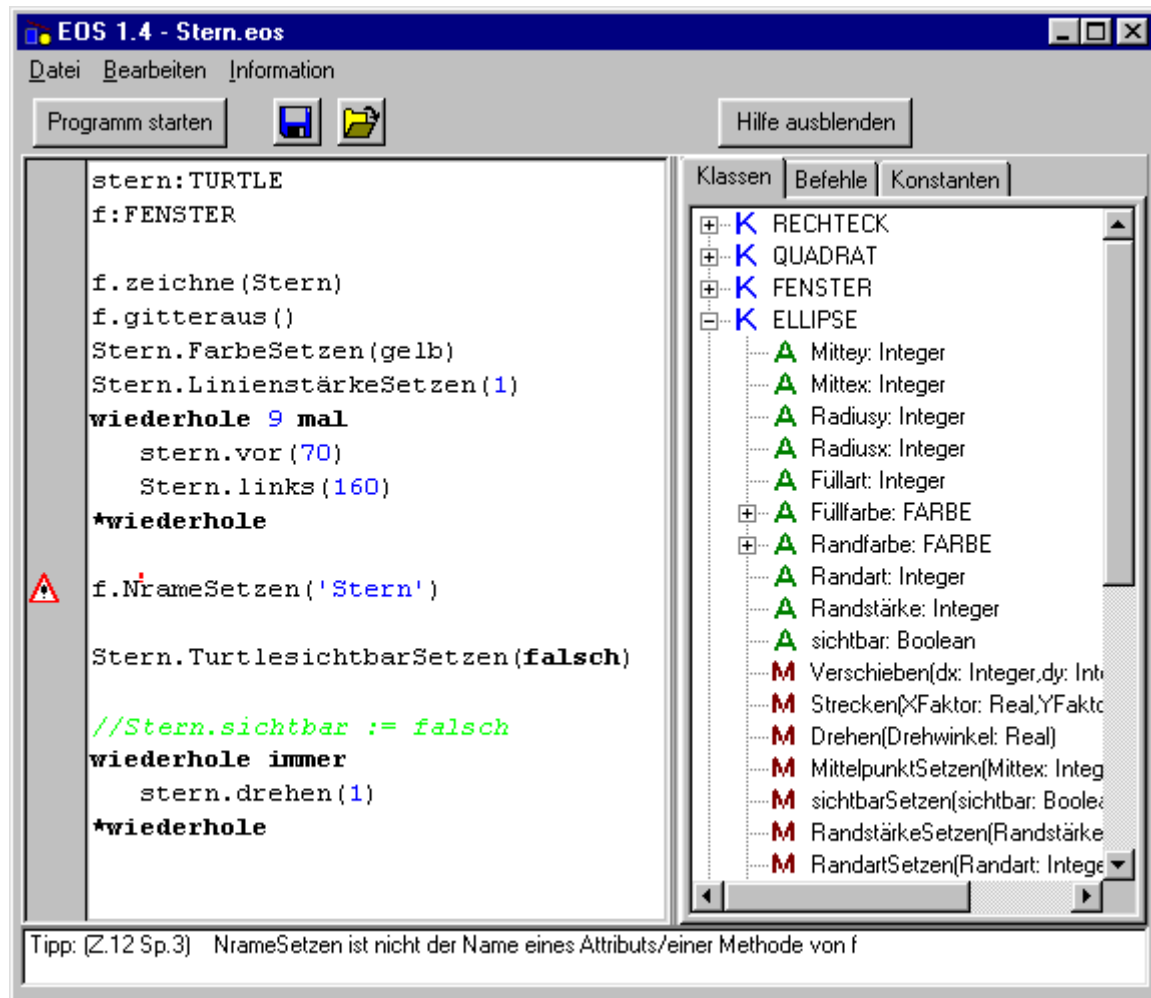 EOS 1.4 - Stern.eos
Datei Bearbeiten Information
Programm starten
Hilfe ausblenden
stern:TURTLE
f:FENSTER
f.zeichne(Stern)
f.gitteraus()
Stern.FarbeSetzen(gelb)
Stern.LinienstärkeSetzen(1)
wiederhole 9 mal
stern.vor(70)
Stern.links(160)
*wiederhole
f.NrameSetzen('Stern')
Stern.TurtlesichtbarSetzen(falsch)
//Stern.sichtbar := falsch
wiederhole immer
stern.drehen(1)
*wiederhole
Klassen Befehle Konstanten
K RECHTECK
K QUADRAT
K FENSTER
K ELLIPSE
A Mittey: Integer
A Mittex: Integer
A Radiusy: Integer
A Radiusx: Integer
A Füllart: Integer
A Füllfarbe: FARBE
A Randfarbe: FARBE
A Randart: Integer
A Randstärke: Integer
A sichtbar: Boolean
M Verschieben(dx: Integer,dy: Int
M Strecken(XFaktor: Real,YFakto
M Drehen(Drehwinkel: Real)
M MittelpunktSetzen(Mittex: Integ
M sichtbarSetzen(sichtbar: Boolea
M RandstärkeSetzen(Randstärke
M RandartSetzen(Randart: Intege
Tipp: (Z.12 Sp.3) NrameSetzen ist nicht der Name eines Attributs/einer Methode von f